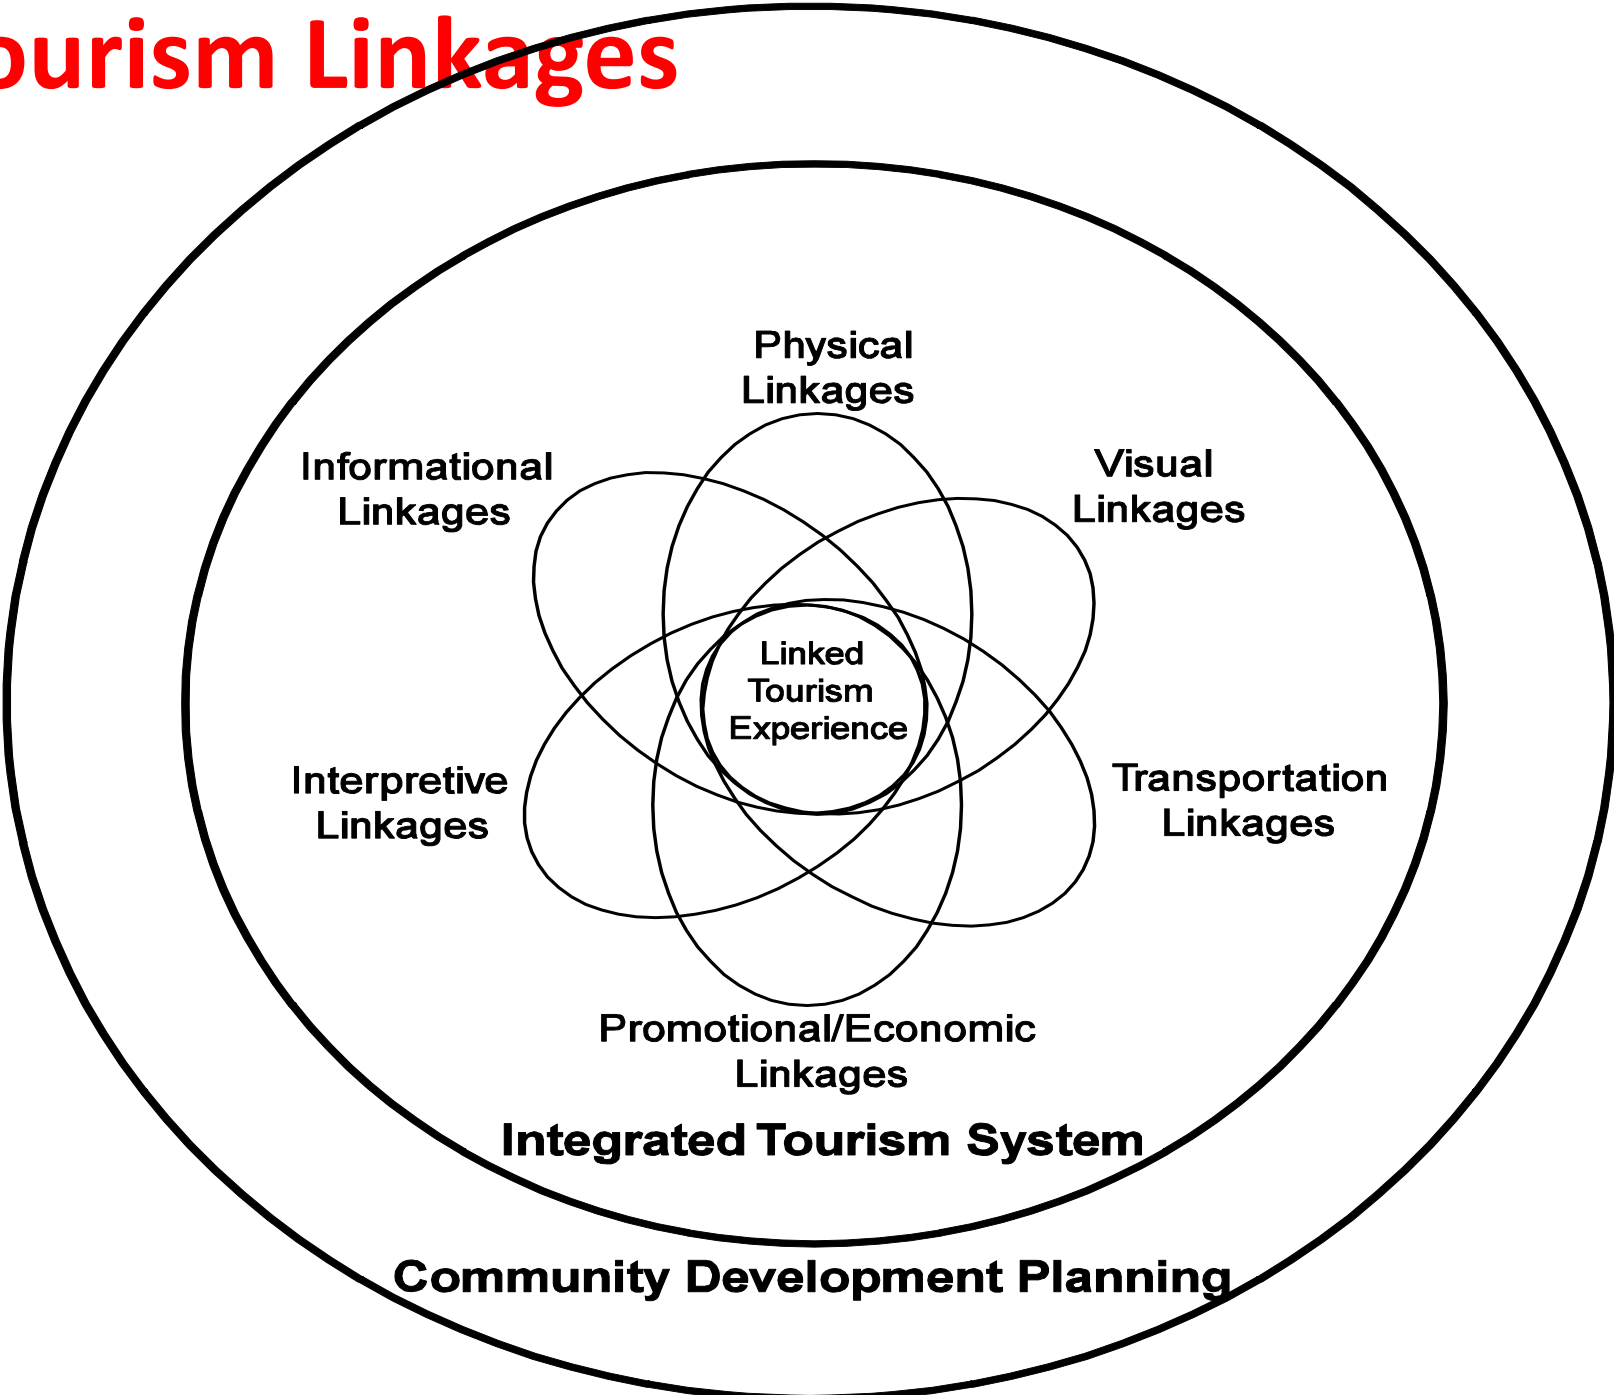 ourism Linkages
Physical
Linkages
Informational
Linkages
Visual
Linkages
Linked
Tourism
Experience
Interpretive
Linkages
Transportation
Linkages
Promotional/Economic
Linkages
Integrated Tourism System
Community Development Planning